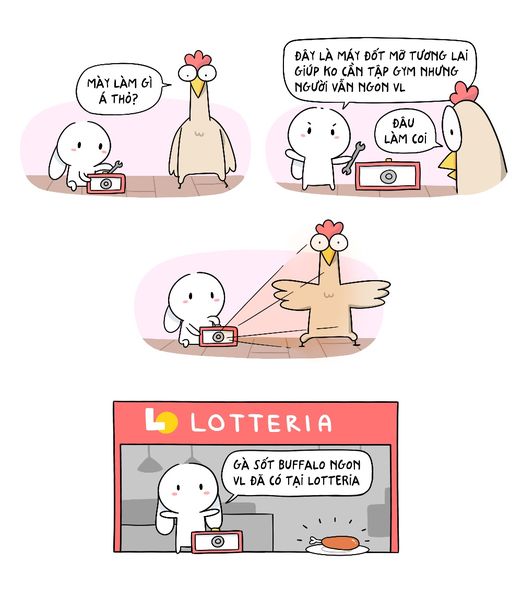 MÀY LÀM GÌ
Á THỎ?
ĐÂY LÀ MÁY ĐỐT MỠ TƯƠNG LAI
GIÚP KO CẦN TẬP GYM NHƯNG
NGƯỜI VẪN NGON VL
ĐÂU
LÀM COI
LO LOTTERIA
GÀ SỐT BUFFALO NGON
VL ĐÃ CÓ TẠI LOTTERIA